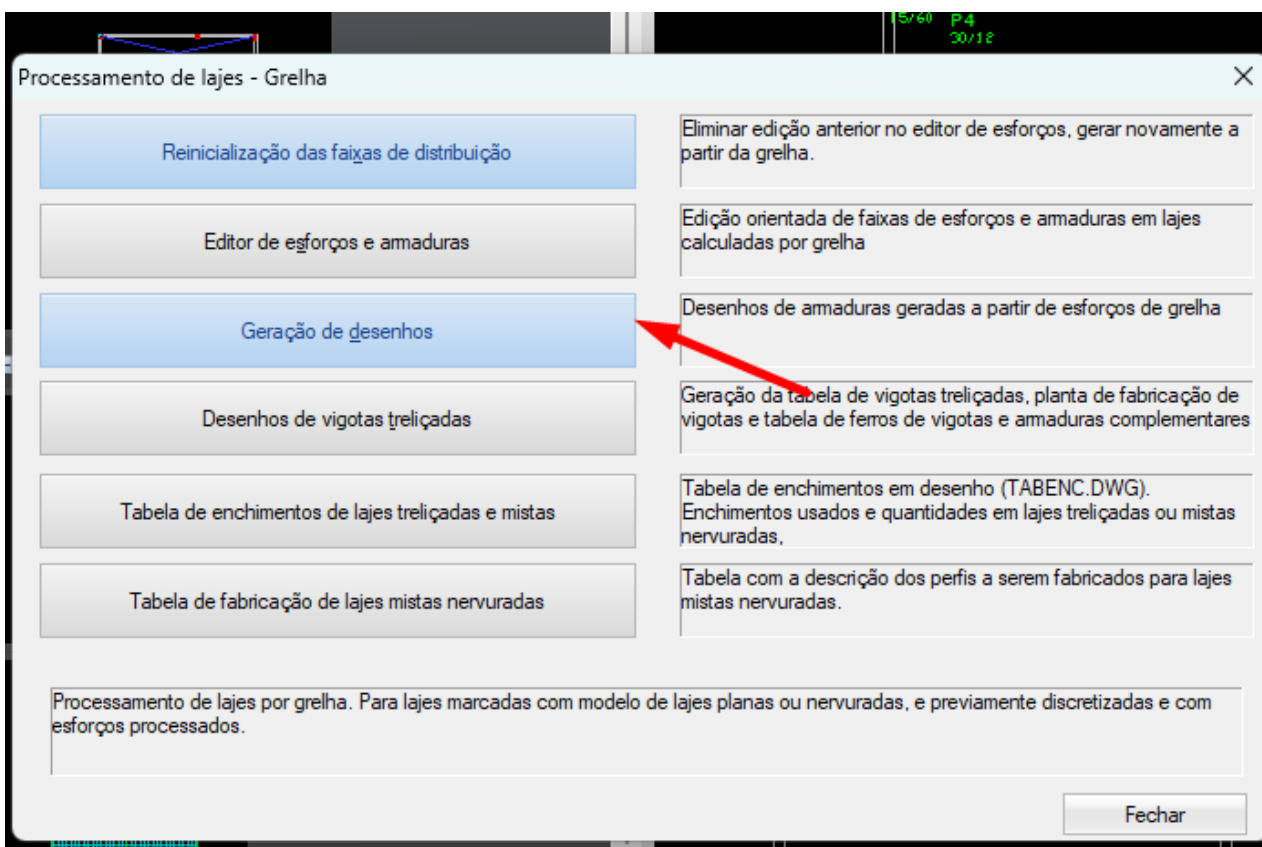 5/60 P4
30/18
Processamento de lajes - Grelha
Reinicialização das faixas de distribuição
Eliminar edição anterior no editor de esforços, gerar novamente a
partir da grelha.
Editor de esforços e armaduras
Edição orientada de faixas de esforços e armaduras em lajes
calculadas por grelha
Geração de desenhos
Desenhos de armaduras geradas a partir de esforços de grelha
Desenhos de vigotas treliçadas
Geração da tabela de vigotas treliçadas, planta de fabricação de
vigotas e tabela de ferros de vigotas e armaduras complementares
Tabela de enchimentos de lajes treliçadas e mistas
Tabela de enchimentos em desenho (TABENC.DWG).
Enchimentos usados e quantidades em lajes treliçadas ou mistas
nervuradas,
Tabela de fabricação de lajes mistas nervuradas
Tabela com a descrição dos perfis a serem fabricados para lajes
mistas nervuradas.
Processamento de lajes por grelha. Para lajes marcadas com modelo de lajes planas ou nervuradas, e previamente discretizadas e com
esforços processados.
Fechar